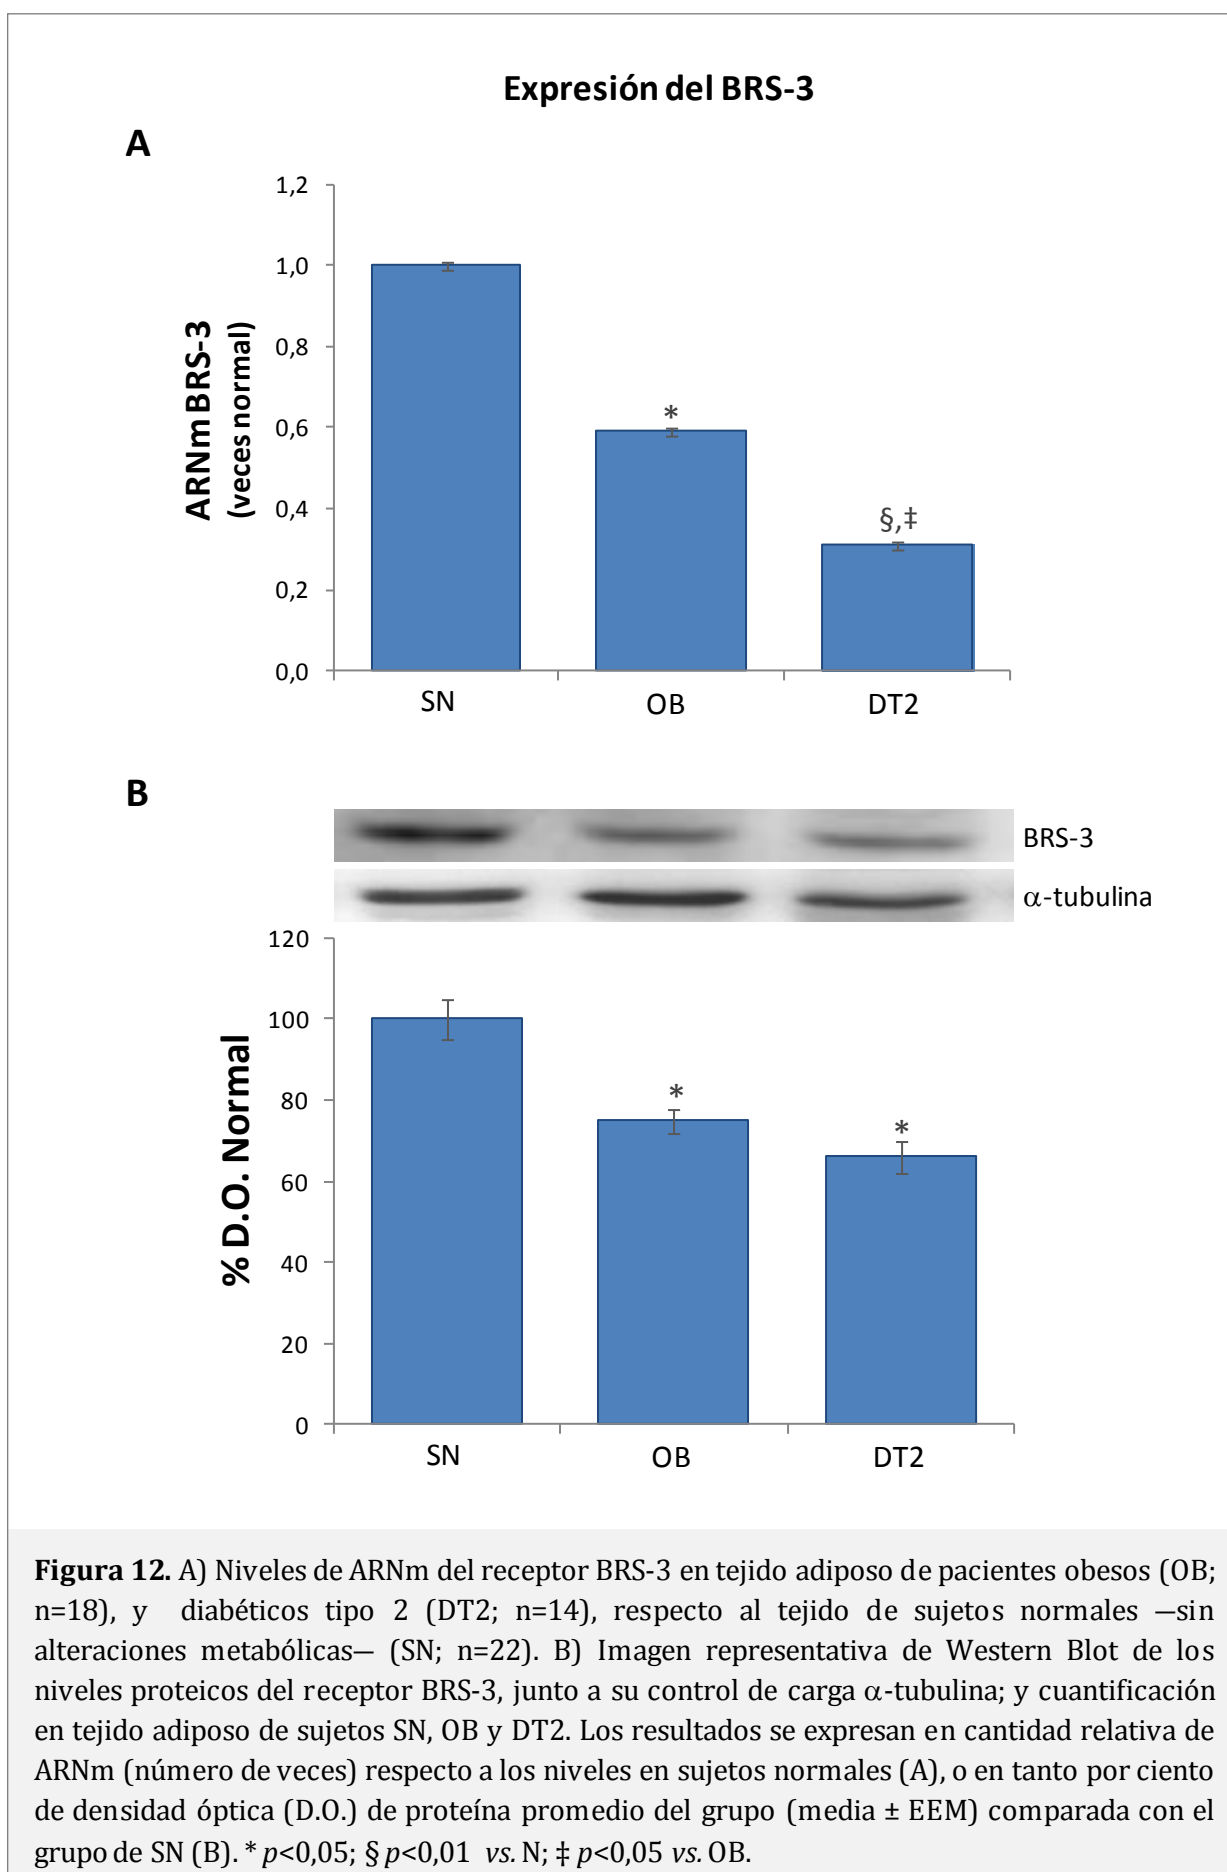 Expresión del BRS-3
A
ARNm BRS-3
(veces normal)
1,2
1,0
0,8
0,6
0,4
0,2
0,0
*
§,‡
SN
OB
DT2
B
BRS-3
α-tubulina
% D.O. Normal
120
100
80
60
40
20
0
*
*
SN
OB
DT2
Figura 12. A) Niveles de ARNm del receptor BRS-3 en tejido adiposo de pacientes obesos (OB;
n=18), y diabéticos tipo 2 (DT2; n=14), respecto al tejido de sujetos normales —sin
alteraciones metabólicas— (SN; n=22). B) Imagen representativa de Western Blot de los
niveles proteicos del receptor BRS-3, junto a su control de carga α-tubulina; y cuantificación
en tejido adiposo de sujetos SN, OB y DT2. Los resultados se expresan en cantidad relativa de
ARNm (número de veces) respecto a los niveles en sujetos normales (A), o en tanto por ciento
de densidad óptica (D.O.) de proteína promedio del grupo (media ± EEM) comparada con el
grupo de SN (B). * p<0,05; § p<0,01 vs. N; ‡ p<0,05 vs. OB.